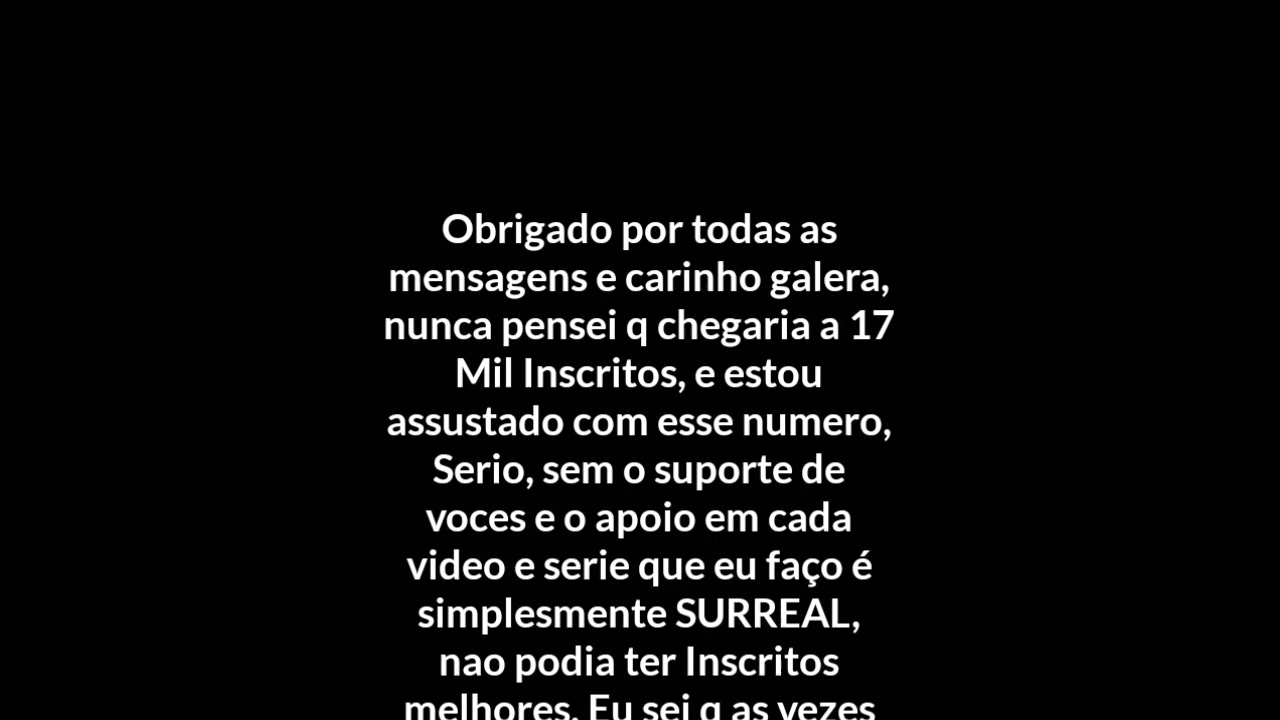 Obrigado por todas as
mensagens e carinho galera,
nunca pensei q chegaria a 17
Mil Inscritos, e estou
assustado com esse numero,
Serio, sem o suporte de
voces e o apoio em cada
video e serie que eu faço é
simplesmente SURREAL,
nao podia ter Inscritos
melhores. Eu sei q as vezes